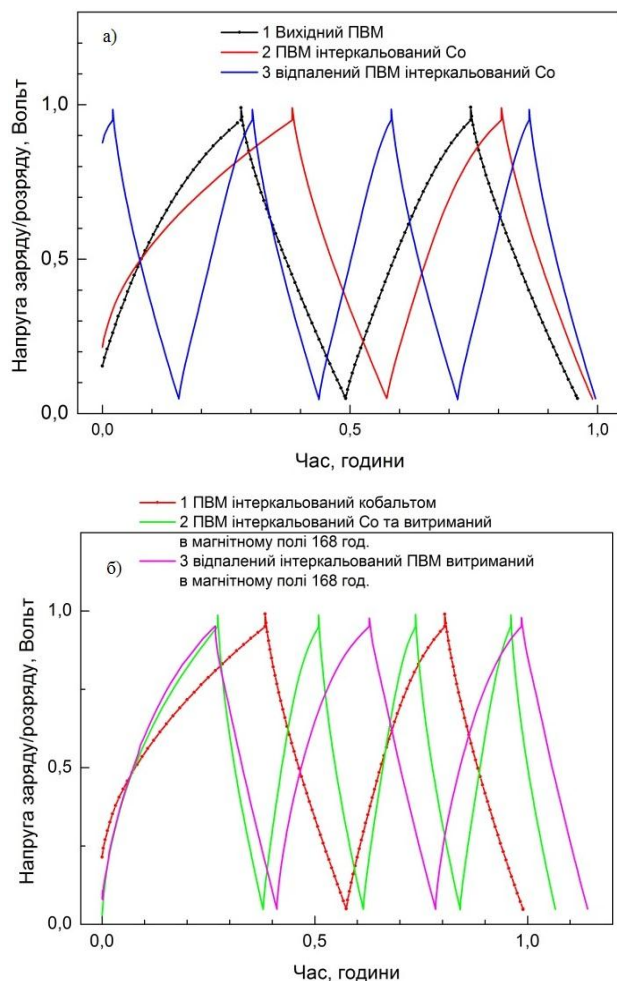 а)
1 Вихідний ПВМ
2 ПВМ інтеркальований Со
3 відпалений ПВМ інтеркальований Со
Напруга заряду/розряду, Вольт
1,0
0,5
0,0
0,0 0,5 1,0
Час, години
1 ПВМ інтеркальований кобальтом
2 ПВМ інтеркальований Со та витриманий
в магнітному полі 168 год.
б)
3 відпалений інтеркальований ПВМ витриманий
в магнітному полі 168 год.
Напруга заряду/розряду, Вольт
1,0
0,5
0,0
0,0 0,5 1,0
Час, години